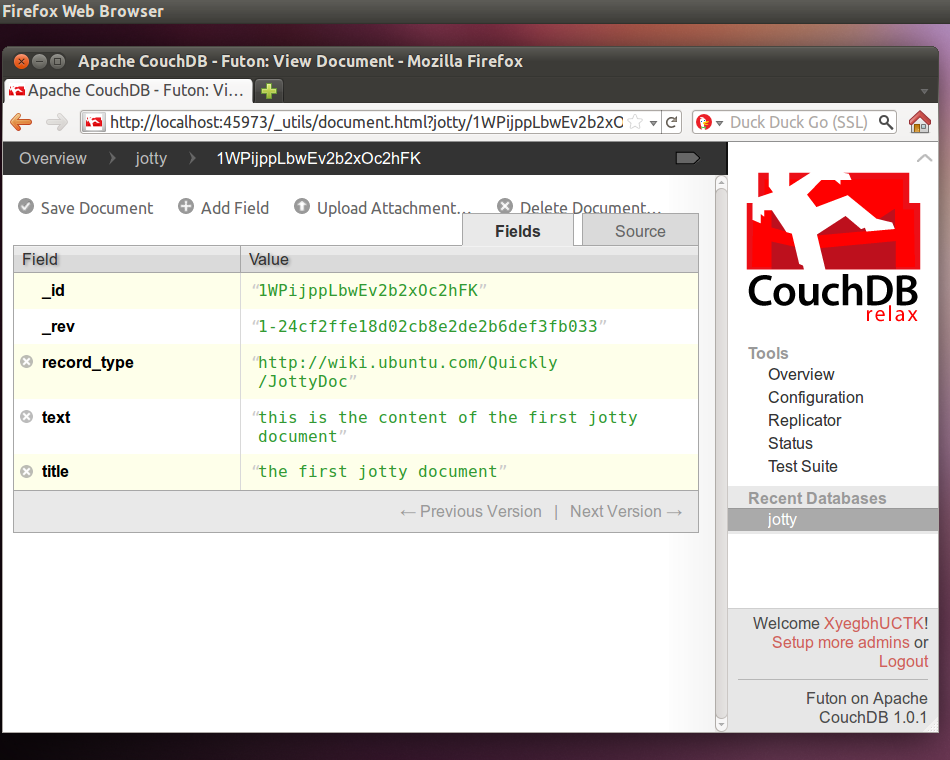 Firefox Web Browser
Apache CouchDB - Futon: View Document - Mozilla Firefox
Apache CouchDB - Futon: Vi...
http://localhost:45973/_utils/document.html?jotty/1WPijppLbwEv2b2xO
Duck Duck Go (SSL)
Overview jotty 1WPijppLbwEv2b2xOc2hFK
Save Document Add Field Upload Attachment... Delete Document...
Fields Source
Field Value
_id "1WPijppLbwEv2b2xOc2hFK"
_rev "1-24cf2ffe18d02cb8e2de2b6def3fb033"
record_type "http://wiki.ubuntu.com/Quickly
/JottyDoc"
text "this is the content of the first jotty
document"
title "the first jotty document"
← Previous Version | Next Version →
CouchDB
relax
Tools
Overview
Configuration
Replicator
Status
Test Suite
Recent Databases
jotty
Welcome XyegbhUCTK!
Setup more admins or
Logout
Futon on Apache
CouchDB 1.0.1